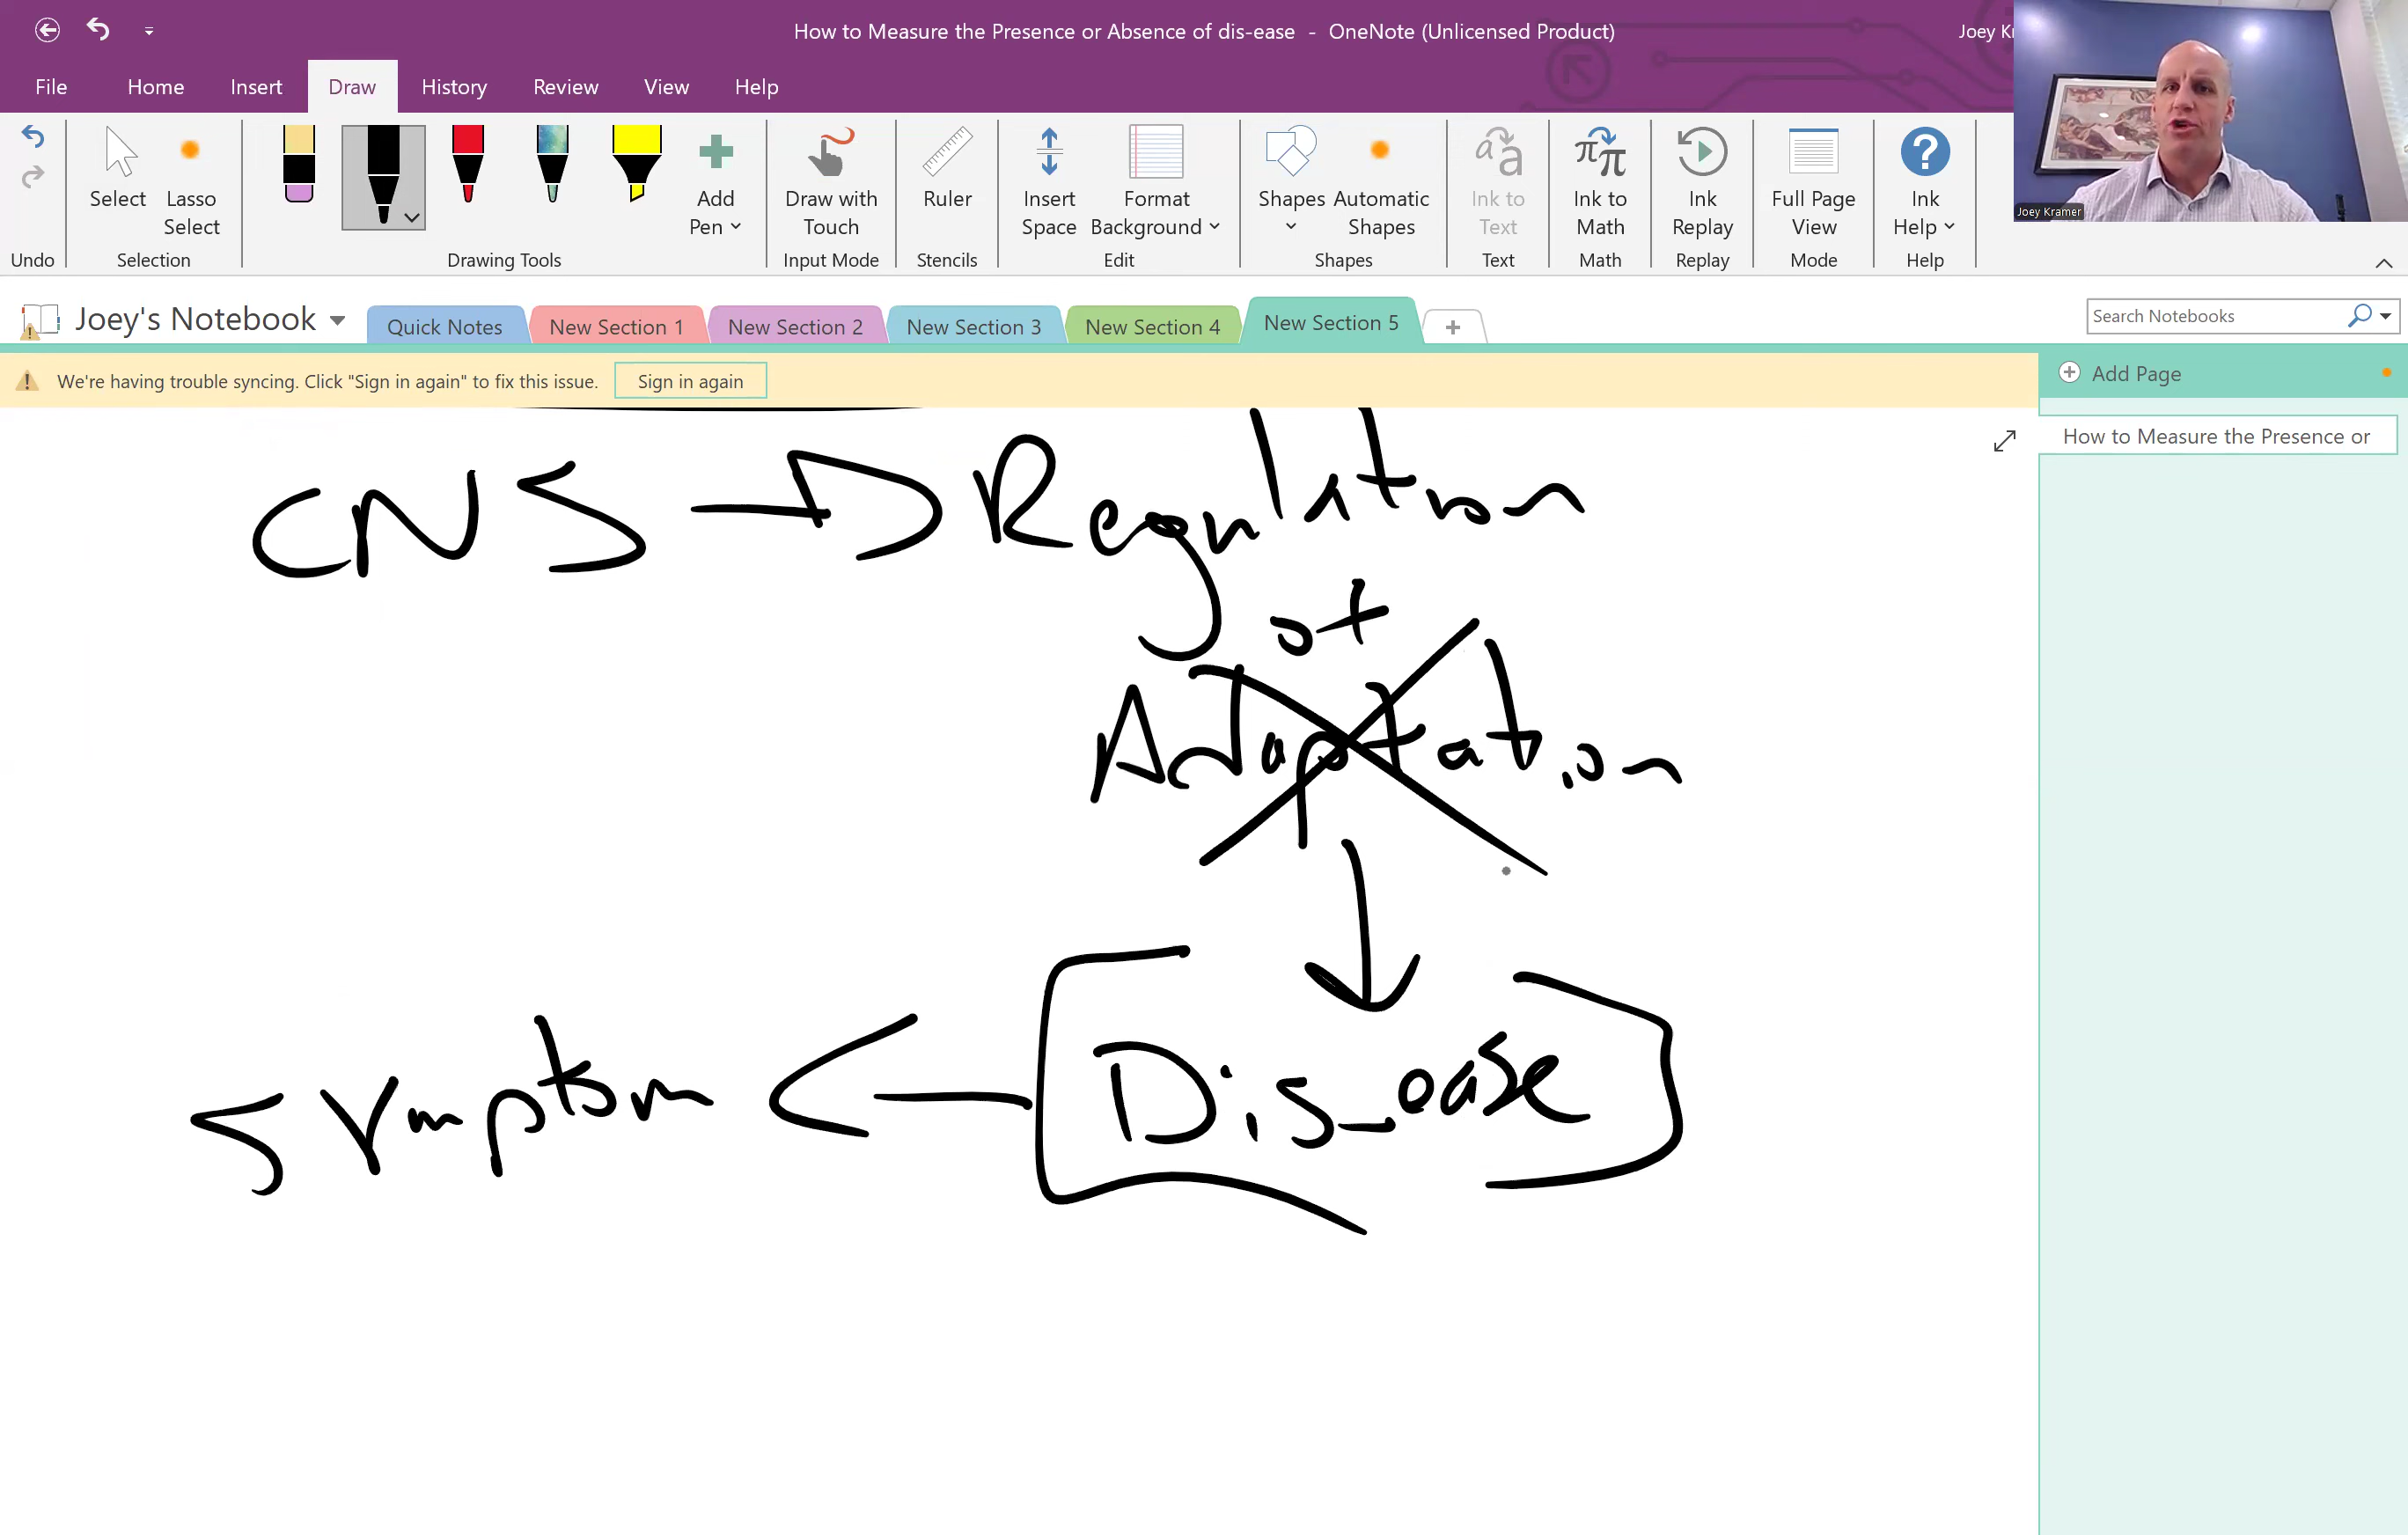 How to Measure the Presence or Absence of dis-ease - OneNote (Unlicensed Product)
Joey Kr
File Home Insert Draw History Review View Help
Select
Lasso Select
Add Pen
Draw with Touch
Ruler
Insert Space
Format Background
Shapes
Automatic Shapes
Ink to Text
Ink to Math
Ink Replay
Full Page View
Ink Help
Joey Kramer
Undo Selection Drawing Tools Input Mode Stencils Edit Shapes Text Math Replay Mode Help
Joey's Notebook Quick Notes New Section 1 New Section 2 New Section 3 New Section 4 New Section 5
Search Notebooks
We're having trouble syncing. Click "Sign in again" to fix this issue. Sign in again
Add Page
How to Measure the Presence or
CNS → Regulation
of
Adaptation
Symptom ← Dis-ease